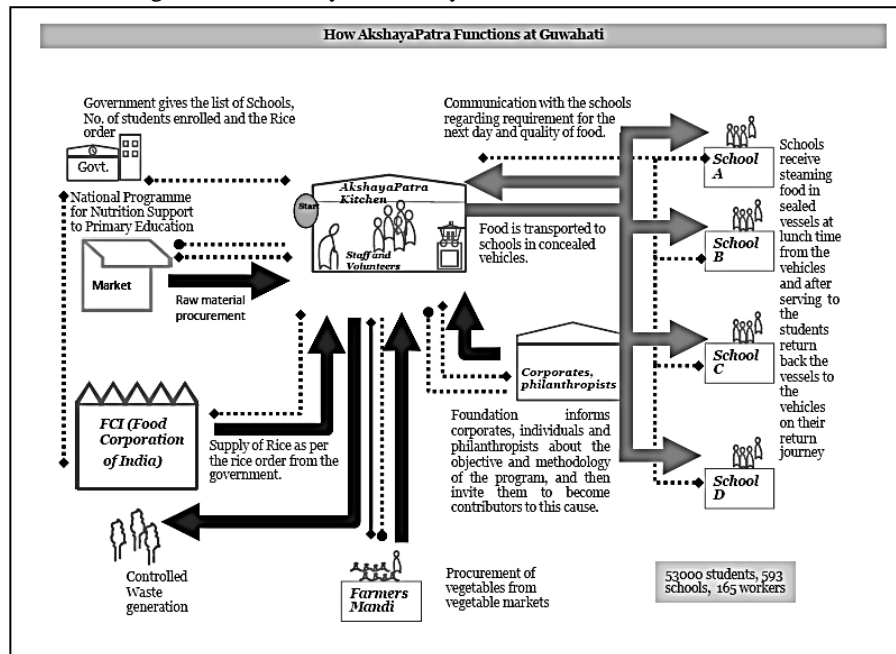 How AkshayaPatra Functions at Guwahati
Government gives the list of Schools,
No. of students enrolled and the Rice
order
Govt.
National Programme
for Nutrition Support
to Primary Education
Market
Raw material
procurement
Start
AkshayaPatra
Kitchen
Staff and
Volunteers
Communication with the schools
regarding requirement for the
next day and quality of food.
Food is transported to
schools in concealed
vehicles.
School
A
School
B
School
C
School
D
Schools
receive
steaming
food in
sealed
vessels at
lunch time
from the
vehicles
and after
serving to
the
students
return
back the
vessels to
the
vehicles
on their
return
journey
FCI (Food
Corporation
of India)
Supply of Rice as per
the rice order from the
government.
Corporates,
philanthropists
Foundation informs
corporates, individuals and
philanthropists about the
objective and methodology
of the program, and then
invite them to become
contributors to this cause.
Controlled
Waste
generation
Farmers
Mandi
Procurement of
vegetables from
vegetable markets
53000 students, 593
schools, 165 workers